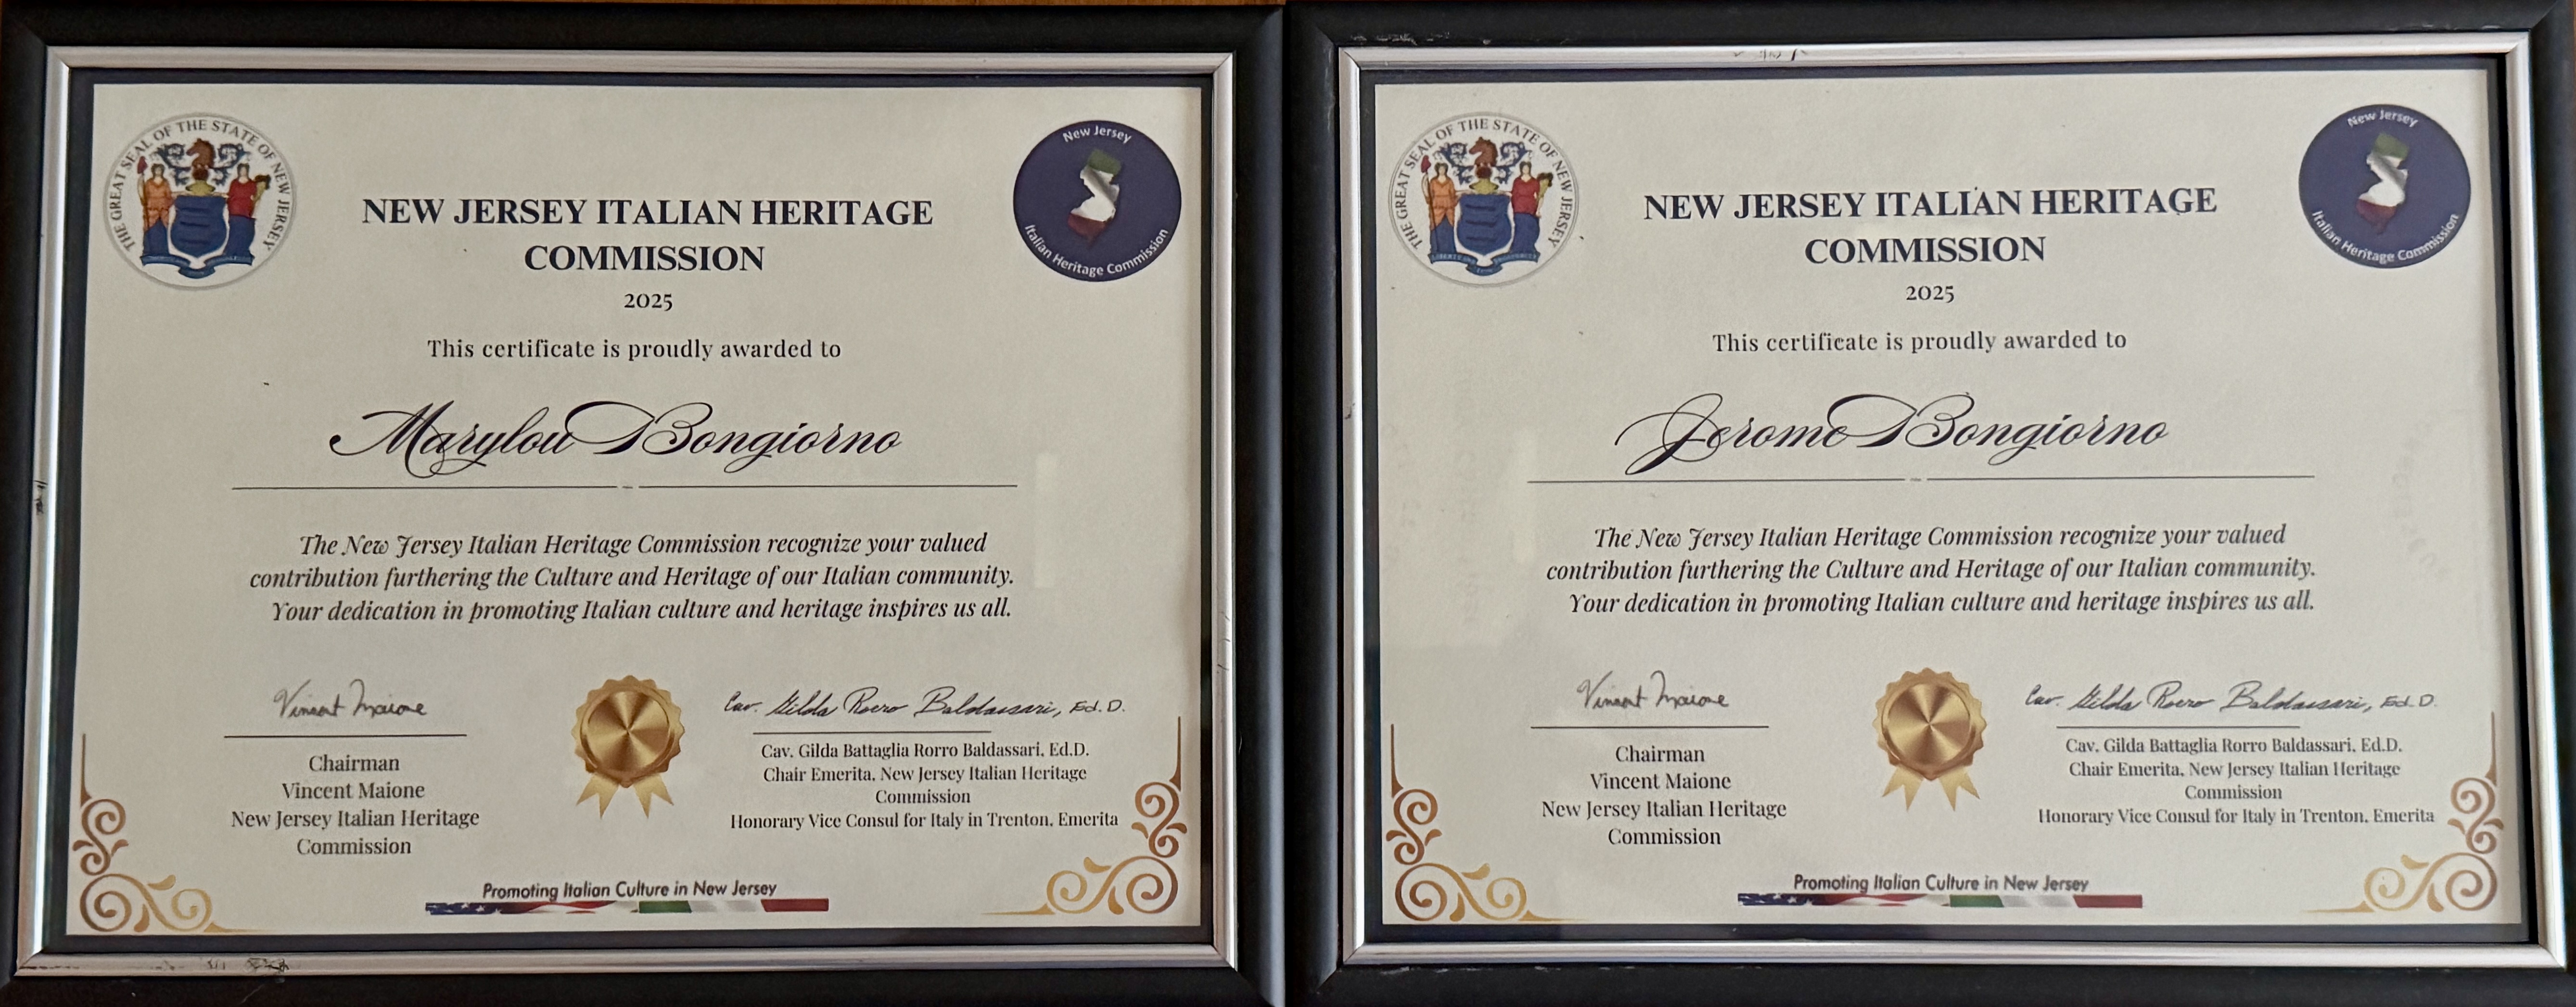 THE GREAT SEAL OF THE STATE OF NEW JERSEY
New Jersey
Italian Heritage Commission
NEW JERSEY ITALIAN HERITAGE
COMMISSION
2025
This certificate is proudly awarded to
Marylou Bongiorno
The New Jersey Italian Heritage Commission recognize your valued
contribution furthering the Culture and Heritage of our Italian community.
Your dedication in promoting Italian culture and heritage inspires us all.
Vincent Maione
Chairman
Vincent Maione
New Jersey Italian Heritage
Commission
Cav. Gilda Rorro Baldassari, Ed.D.
Cav. Gilda Battaglia Rorro Baldassari, Ed.D.
Chair Emerita, New Jersey Italian Heritage
Commission
Honorary Vice Consul for Italy in Trenton, Emerita
Promoting Italian Culture in New Jersey
THE GREAT SEAL OF THE STATE OF NEW JERSEY
New Jersey
Italian Heritage Commission
NEW JERSEY ITALIAN HERITAGE
COMMISSION
2025
This certificate is proudly awarded to
Jerome Bongiorno
The New Jersey Italian Heritage Commission recognize your valued
contribution furthering the Culture and Heritage of our Italian community.
Your dedication in promoting Italian culture and heritage inspires us all.
Vincent Maione
Chairman
Vincent Maione
New Jersey Italian Heritage
Commission
Cav. Gilda Rorro Baldassari, Ed.D.
Cav. Gilda Battaglia Rorro Baldassari, Ed.D.
Chair Emerita, New Jersey Italian Heritage
Commission
Honorary Vice Consul for Italy in Trenton, Emerita
Promoting Italian Culture in New Jersey